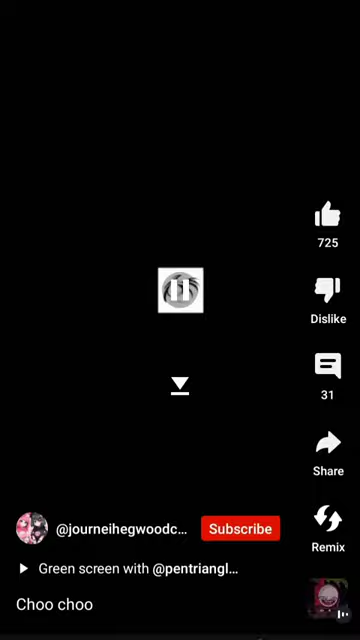 725
Dislike
31
Share
Remix
@journeihegwoodc...
Subscribe
Green screen with @pentriangl...
Choo choo